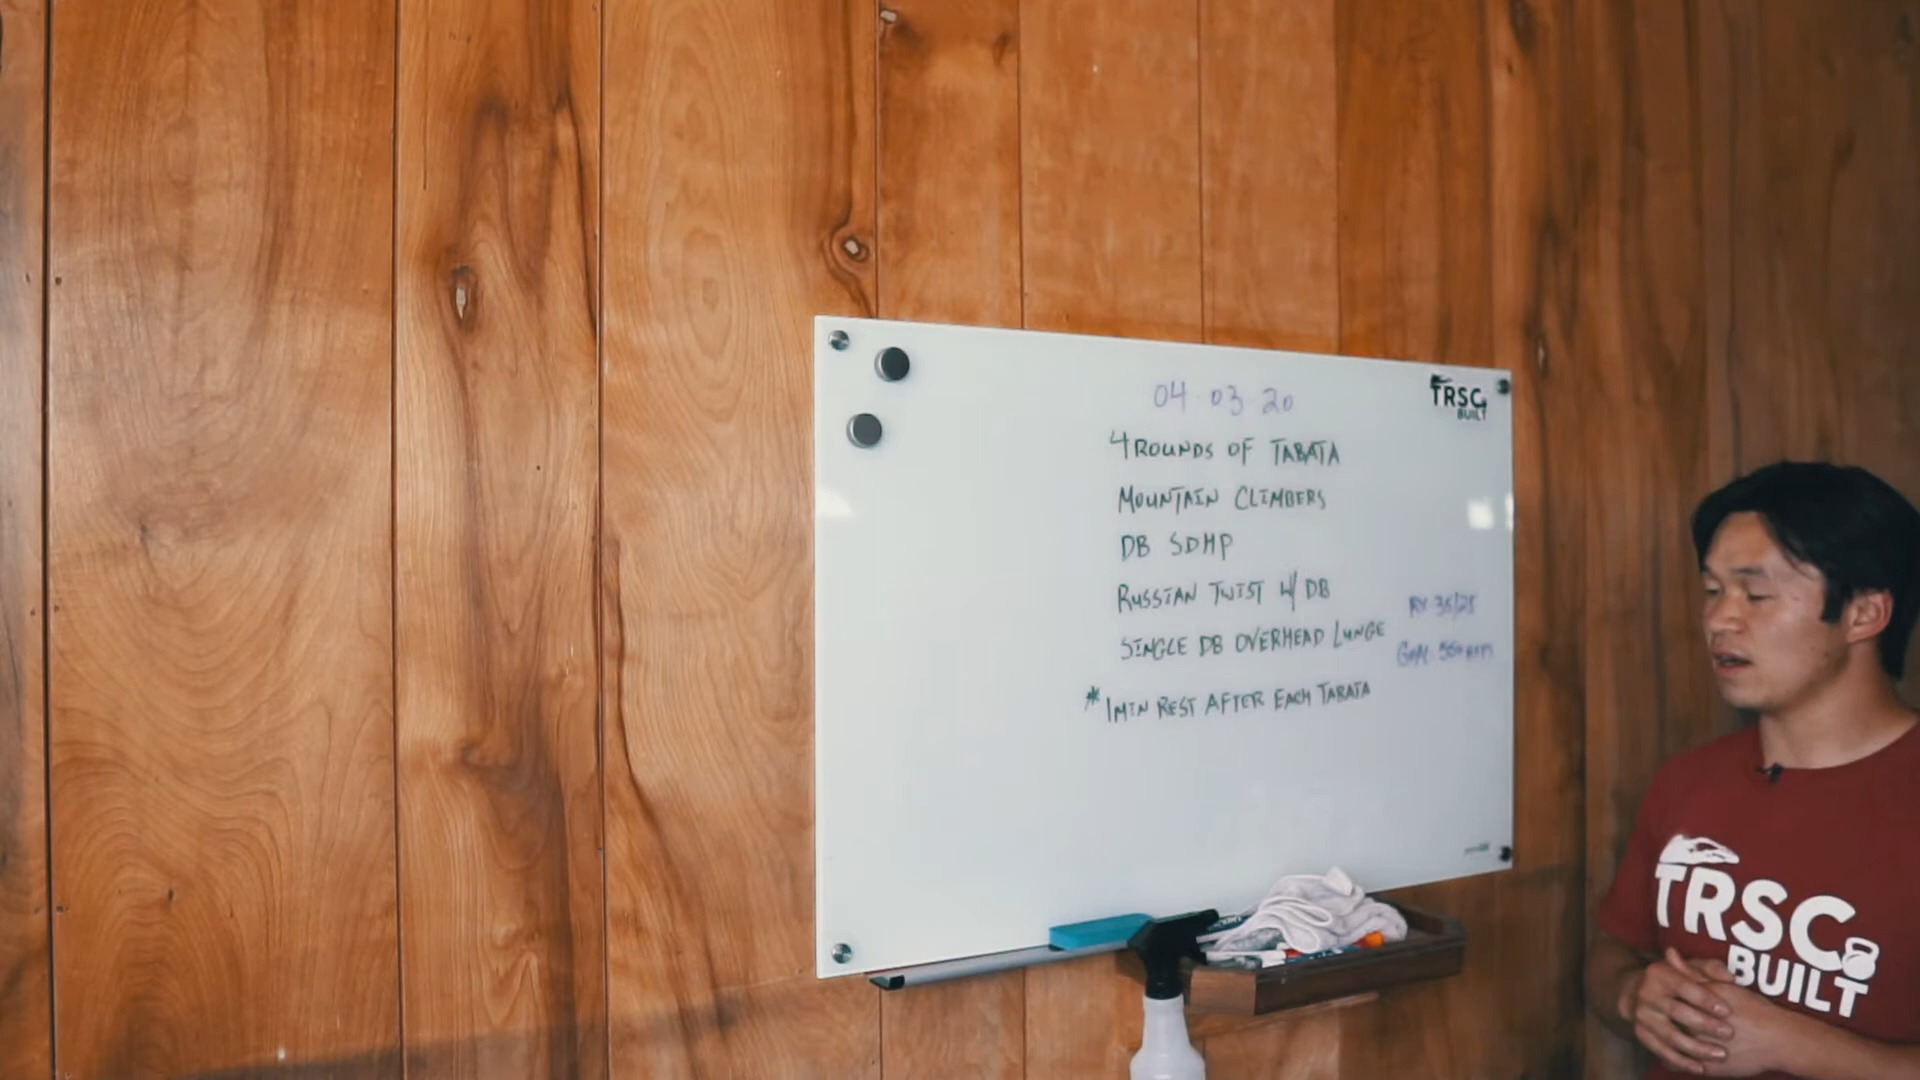 04·03·20
TRSC
BUILT
4 ROUNDS OF TABATA
MOUNTAIN CLIMBERS
DB SDHP
RUSSIAN TWIST W/ DB
RX: 35/25
SINGLE DB OVERHEAD LUNGE
GOAL:
* 1 MIN REST AFTER EACH TABATA
TRSC
BUILT